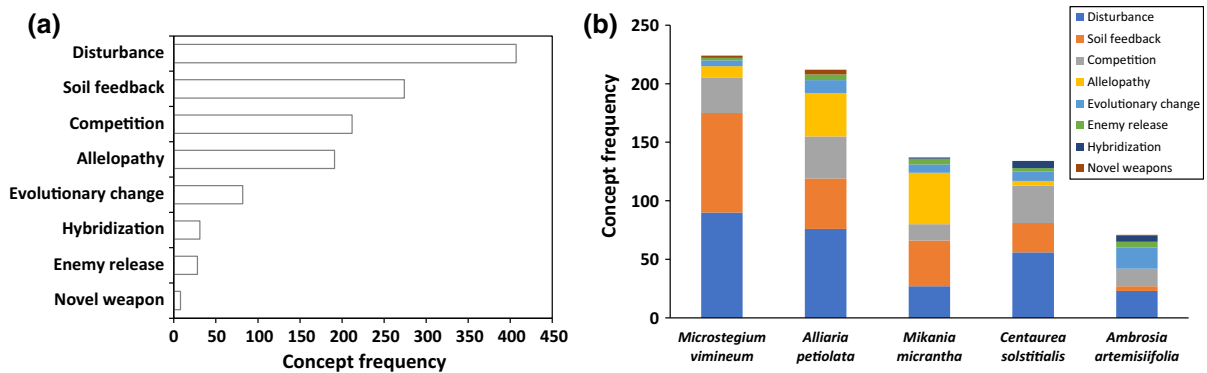 (a)
Disturbance
Soil feedback
Competition
Allelopathy
Evolutionary change
Hybridization
Enemy release
Novel weapon
0 50 100 150 200 250 300 350 400 450
Concept frequency
(b)
Concept frequency
250
200
150
100
50
0
Microstegium vimineum
Alliaria petiolata
Mikania micrantha
Centaurea solstitialis
Ambrosia artemisiifolia
Disturbance
Soil feedback
Competition
Allelopathy
Evolutionary change
Enemy release
Hybridization
Novel weapons